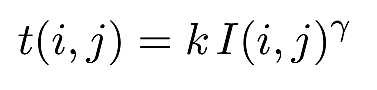 t(i, j) = k I(i, j)^γ